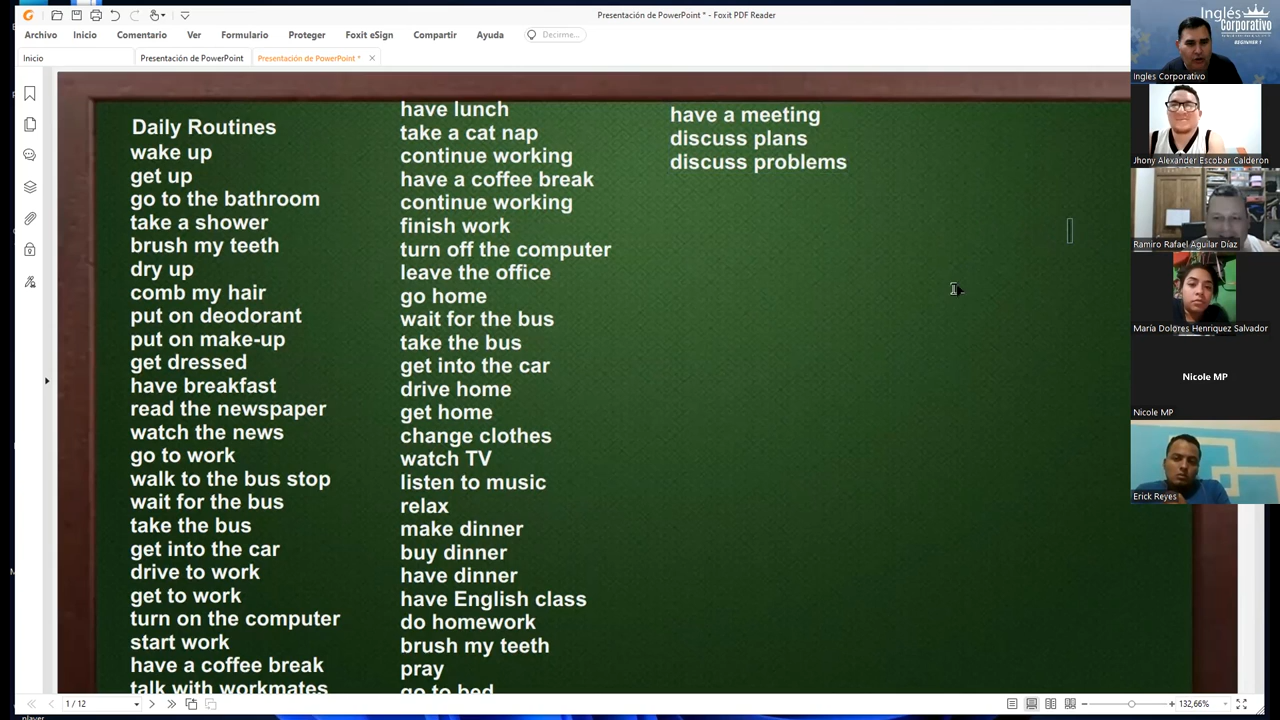 Presentación de PowerPoint * - Foxit PDF Reader
Archivo Inicio Comentario Ver Formulario Proteger Foxit eSign Compartir Ayuda Decirme...
Inicio Presentación de PowerPoint Presentación de PowerPoint *
Daily Routines
wake up
get up
go to the bathroom
take a shower
brush my teeth
dry up
comb my hair
put on deodorant
put on make-up
get dressed
have breakfast
read the newspaper
watch the news
go to work
walk to the bus stop
wait for the bus
take the bus
get into the car
drive to work
get to work
turn on the computer
start work
have a coffee break
talk with workmates
have lunch
take a cat nap
continue working
have a coffee break
continue working
finish work
turn off the computer
leave the office
go home
wait for the bus
take the bus
get into the car
drive home
get home
change clothes
watch TV
listen to music
relax
make dinner
buy dinner
have dinner
have English class
do homework
brush my teeth
pray
go to bed
have a meeting
discuss plans
discuss problems
Inglés
Corporativo
BEGINNER 1
Ingles Corporativo
Jhony Alexander Escobar Calderon
Ramiro Rafael Aguilar Díaz
María Dolores Henriquez Salvador
Nicole MP
Nicole MP
Erick Reyes
1 / 12
132,66%
player